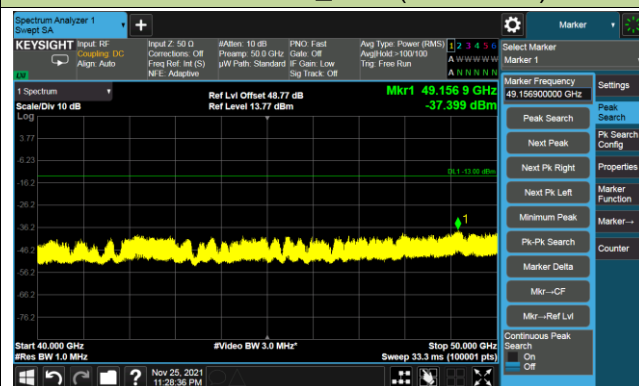 Spectrum Analyzer 1
Swept SA
Marker
KEYSIGHT
Input: RF
Coupling: DC
Align: Auto
Input Z: 50 Ω
Corrections: Off
Freq Ref: Int (S)
NFE: Adaptive
#Atten: 10 dB
Preamp: 50.0 GHz
µW Path: Standard
PNO: Fast
Gate: Off
IF Gain: Low
Sig Track: Off
Avg Type: Power (RMS)
Avg|Hold:>100/100
Trig: Free Run
1 2 3 4 5 6
A W W W W W
A N N N N N
Select Marker
Marker 1
1 Spectrum
Scale/Div 10 dB
Log
Ref Lvl Offset 48.77 dB
Ref Level 13.77 dBm
Mkr1 49.156 9 GHz
-37.399 dBm
3.77
-6.23
-16.2
-26.2
-36.2
-46.2
-56.2
-66.2
-76.2
DL1 -13.00 dBm
1
Start 40.000 GHz
#Res BW 1.0 MHz
#Video BW 3.0 MHz*
Stop 50.000 GHz
Sweep 33.3 ms (100001 pts)
Marker Frequency
49.156900000 GHz
Peak Search
Next Peak
Next Pk Right
Next Pk Left
Minimum Peak
Pk-Pk Search
Marker Delta
Mkr→CF
Mkr→Ref Lvl
Continuous Peak
Search
On
Off
Settings
Peak
Search
Pk Search
Config
Properties
Marker
Function
Marker→
Counter
?
Nov 25, 2021
11:28:36 PM